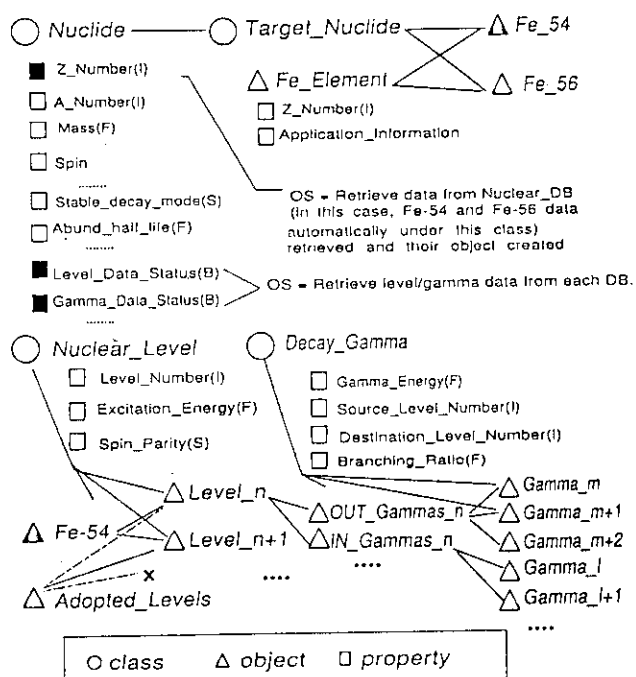 Nuclide
Target_Nuclide
Fe_54
Z_Number(I)
Fe_Element
Fe_56
A_Number(I)
Z_Number(I)
Mass(F)
Application_Information
Spin
........
OS = Retrieve data from Nuclear_DB
Stable_decay_mode(S)
(In this case, Fe-54 and Fe-56 data
Abund_half_life(F)
automatically under this class)
........
retrieved and their object created
Level_Data_Status(B)
OS = Retrieve level/gamma data from each DB.
Gamma_Data_Status(B)
........
Nuclear_Level
Decay_Gamma
Level_Number(I)
Gamma_Energy(F)
Excitation_Energy(F)
Source_Level_Number(I)
Spin_Parity(S)
Destination_Level_Number(I)
Branching_Ratio(F)
Level_n
Gamma_m
OUT_Gammas_n
Gamma_m+1
Fe-54
Level_n+1
IN_Gammas_n
Gamma_m+2
x
....
....
Gamma_l
Adopted_Levels
Gamma_l+1
....
class
object
property